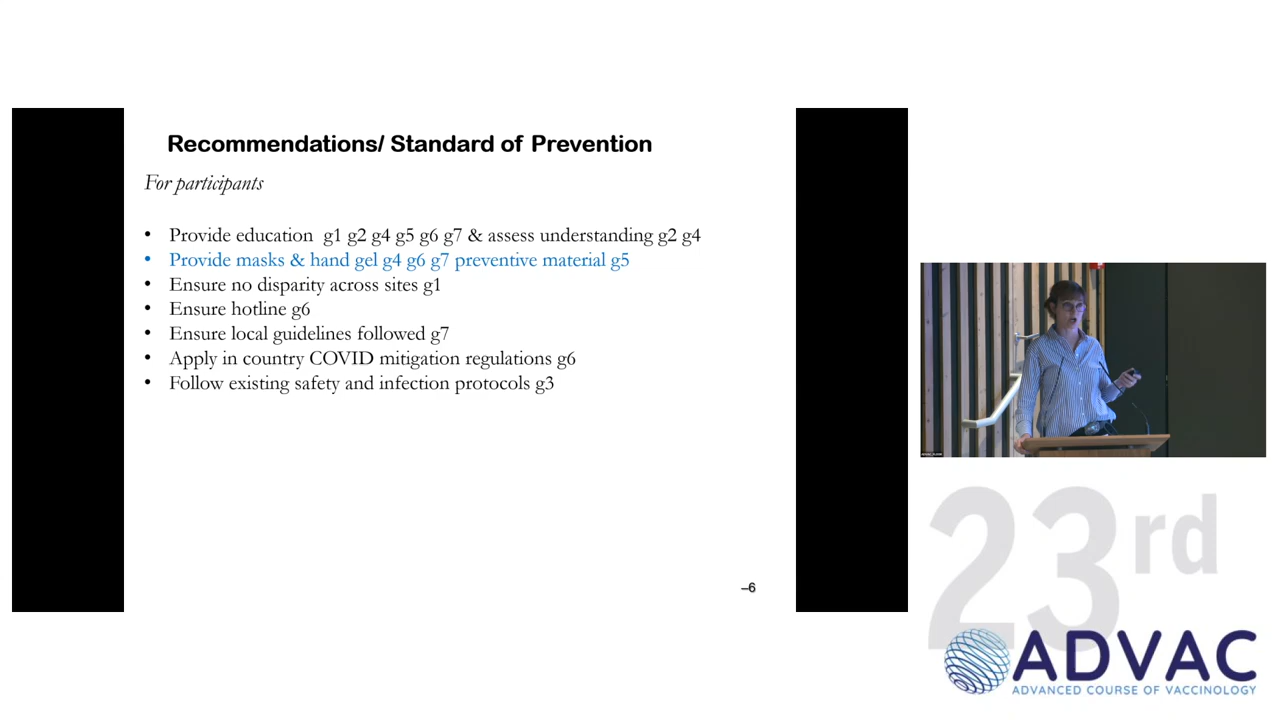 Recommendations/ Standard of Prevention
For participants
• Provide education g1 g2 g4 g5 g6 g7 & assess understanding g2 g4
• Provide masks & hand gel g4 g6 g7 preventive material g5
• Ensure no disparity across sites g1
• Ensure hotline g6
• Ensure local guidelines followed g7
• Apply in country COVID mitigation regulations g6
• Follow existing safety and infection protocols g3
–6
23rd
ADVAC
ADVANCED COURSE OF VACCINOLOGY